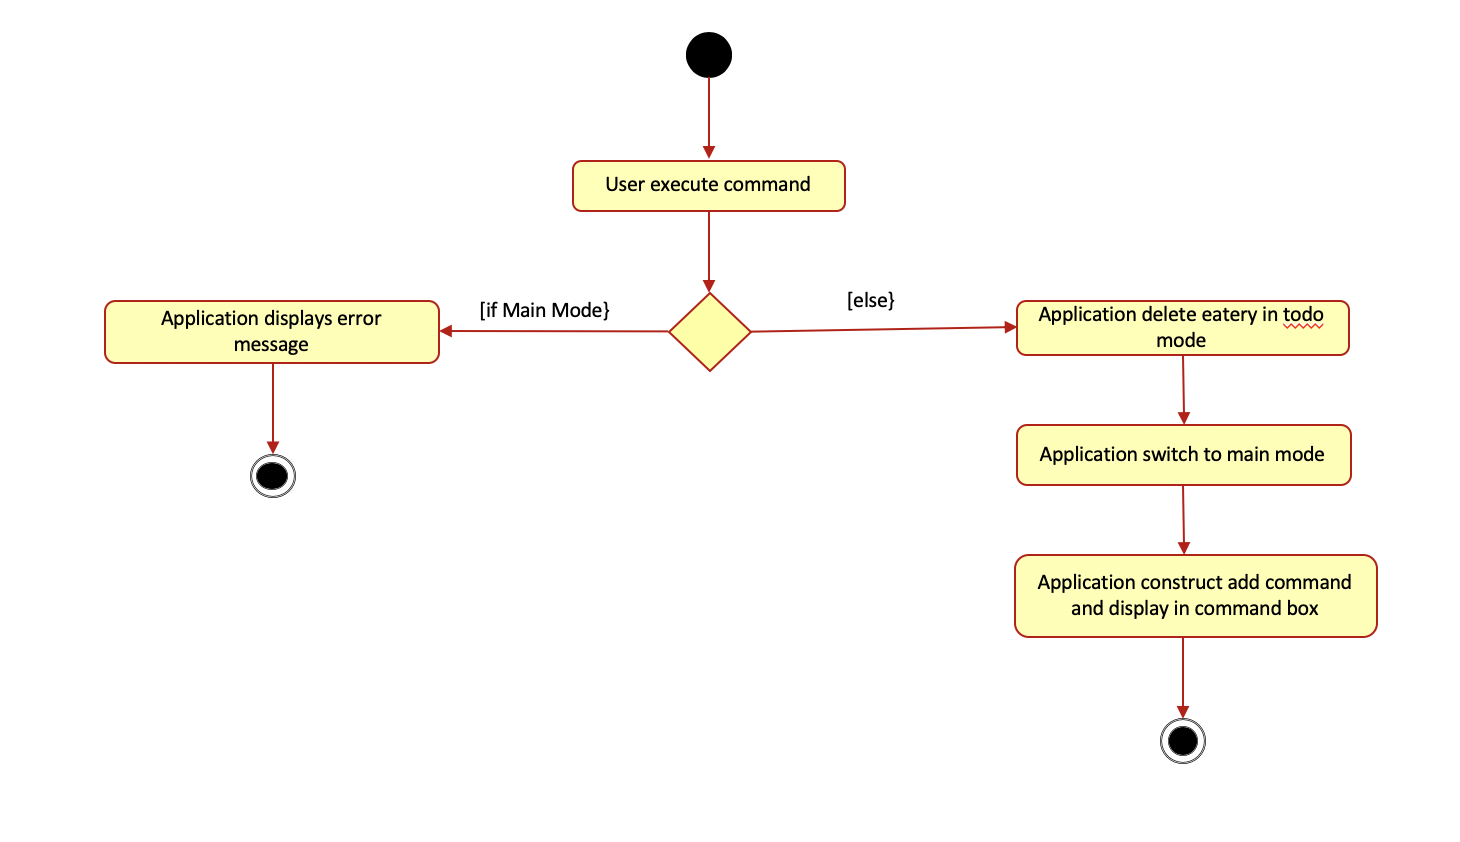 User execute command
[if Main Mode}
[else}
Application displays error
message
Application delete eatery in todo
mode
Application switch to main mode
Application construct add command
and display in command box